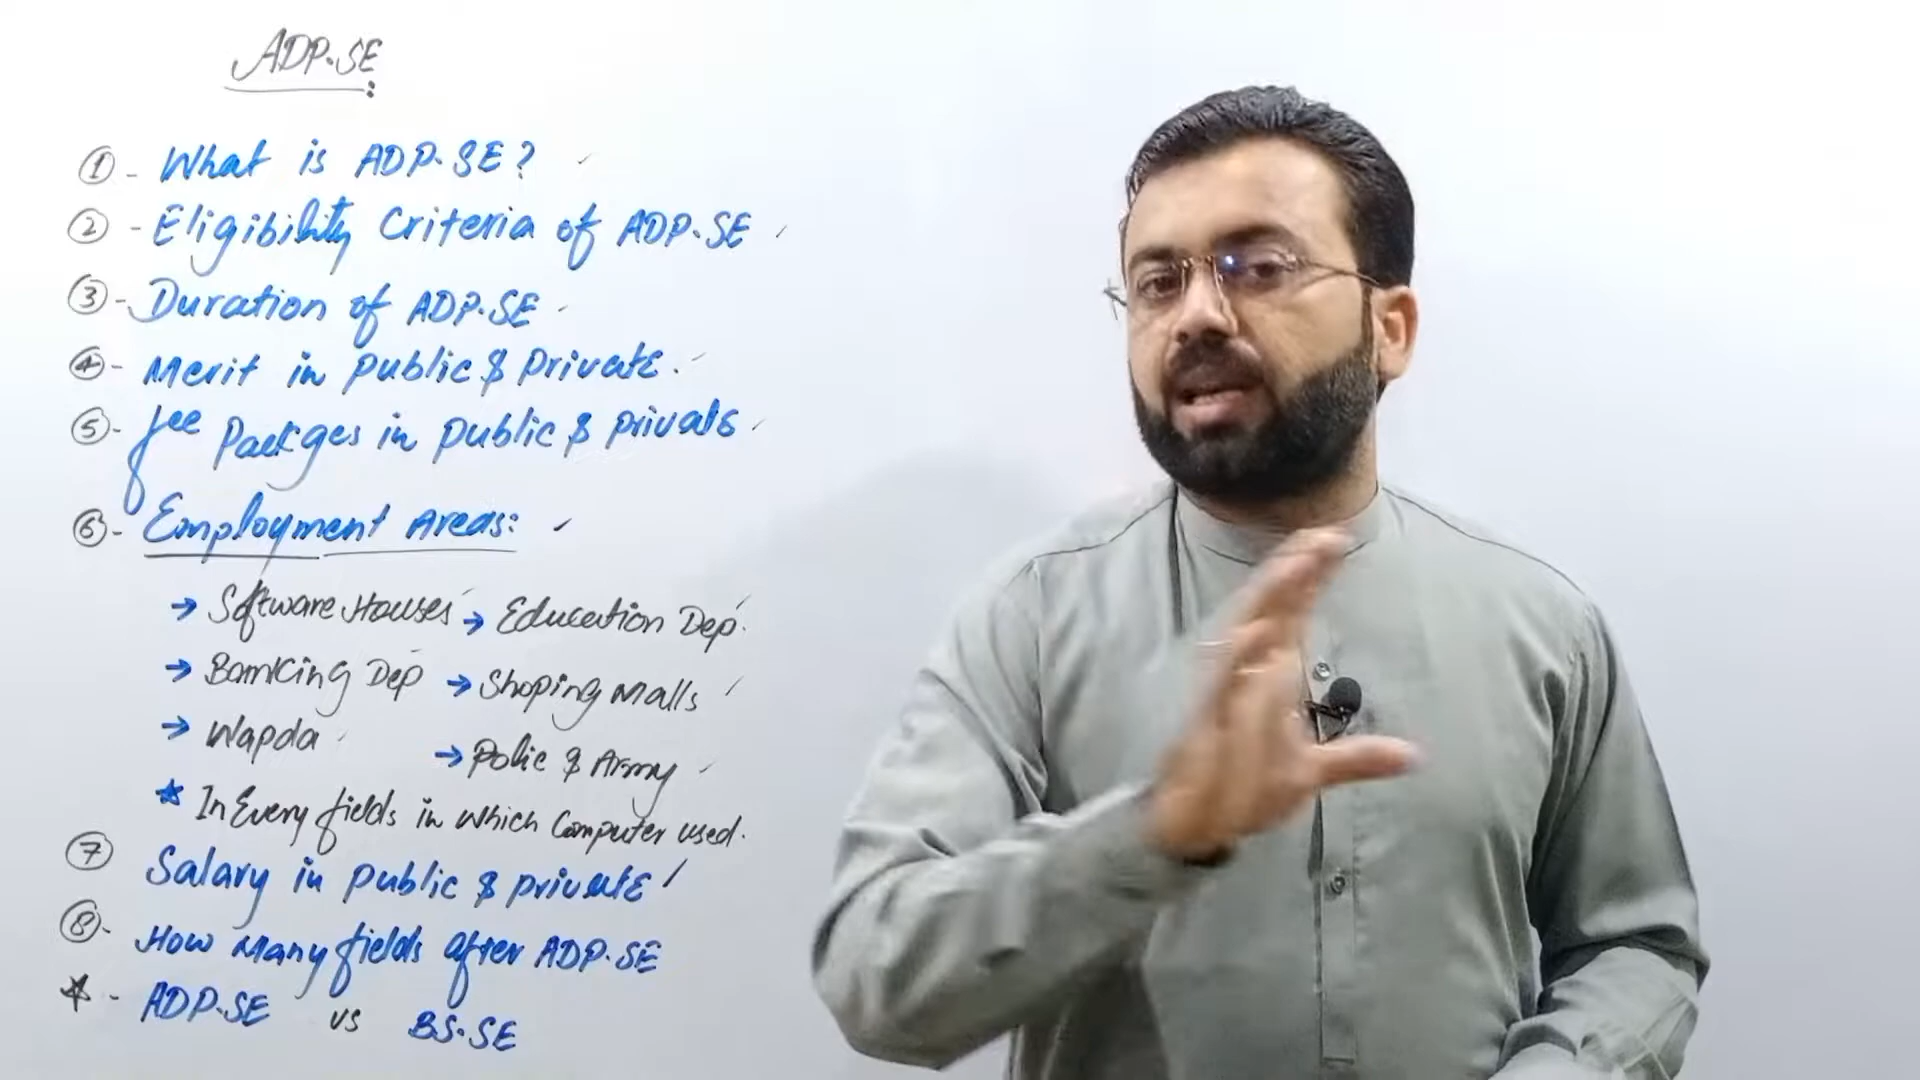 ADP.SE
① - What is ADP.SE?
② - Eligibility Criteria of ADP.SE
③ - Duration of ADP.SE
④ - Merit in public & private.
⑤ - fee Packges in public & privats
⑥ - Employment Areas:
→ Software Houses → Education Dep.
→ Banking Dep → Shoping malls
→ Wapda → Polic & Army
★ In Every fields in which Computer used.
⑦ Salary in public & private
⑧ - How Many fields after ADP.SE
☆ - ADP.SE vs BS.SE